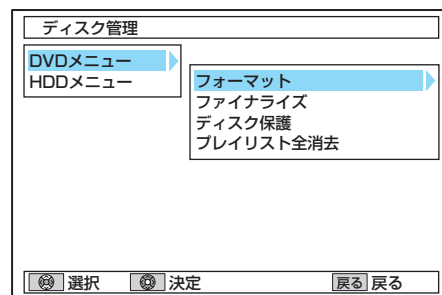 ディスク管理
DVDメニュー
HDDメニュー
フォーマット
ファイナライズ
ディスク保護
プレイリスト全消去
選択 決定 戻る 戻る